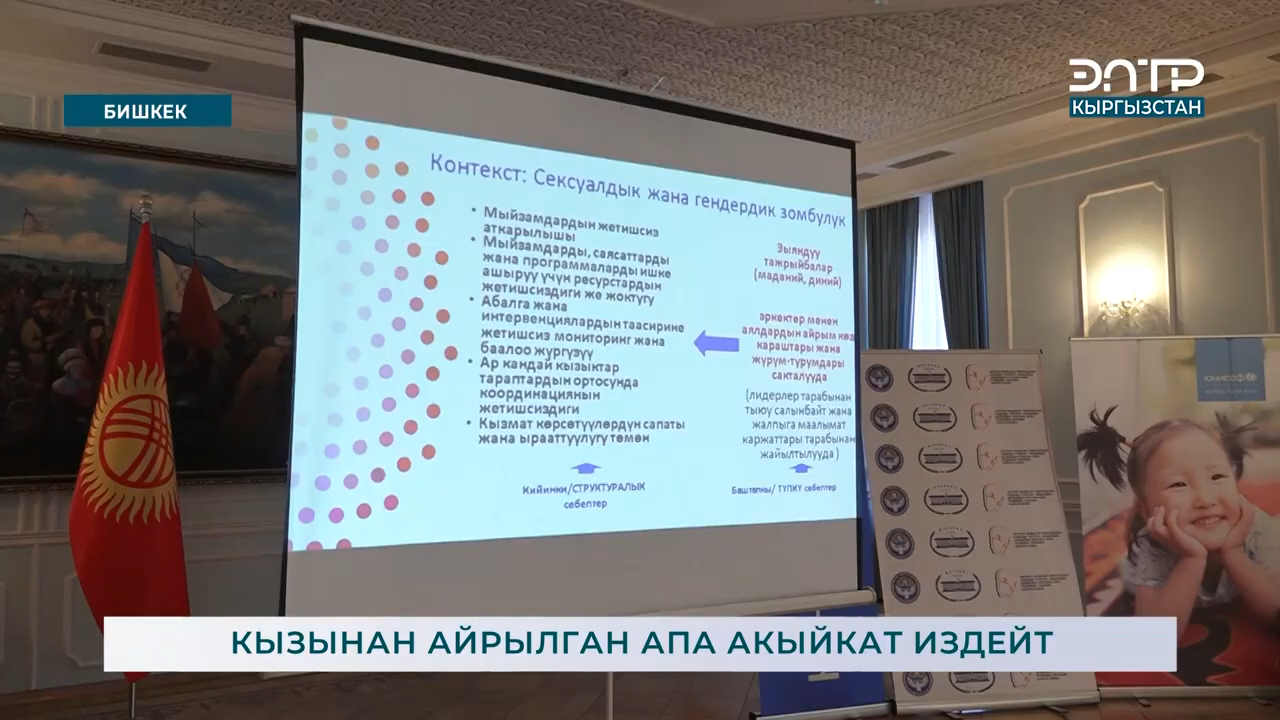 БИШКЕК
ЭЛТР
КЫРГЫЗСТАН
Контекст: Сексуалдык жана гендердик зомбулук
• Мыйзамдардын жетишсиз
аткарылышы
• Мыйзамдарды, саясаттарды
жана программаларды ишке
ашыруу үчүн ресурстардын
жетишсиздиги же жоктугу
• Абалга жана
интервенциялардын таасирине
жетишсиз мониторинг жана
баалоо жүргүзүү
• Ар кандай кызыктар
тараптардын ортосунда
координациянын
жетишсиздиги
• Кызмат көрсөтүүлөрдүн сапаты
жана ырааттуулугу төмөн
Кийинки/СТРУКТУРАЛЫК
себептер
Зыяндуу
тажрыйбалар
(маданий, диний)
эркектер менен
аялдардын айрым көз
караштары жана
жүрүм-турумдары
сакталууда
(лидерлер тарабынан
тыюу салынбайт жана
жалпыга маалымат
каржаттары тарабынан
жайылтылууда )
Баштапкы/ ТҮПКҮ себептер
юнисеф
КЫЗЫНАН АЙРЫЛГАН АПА АКЫЙКАТ ИЗДЕЙТ